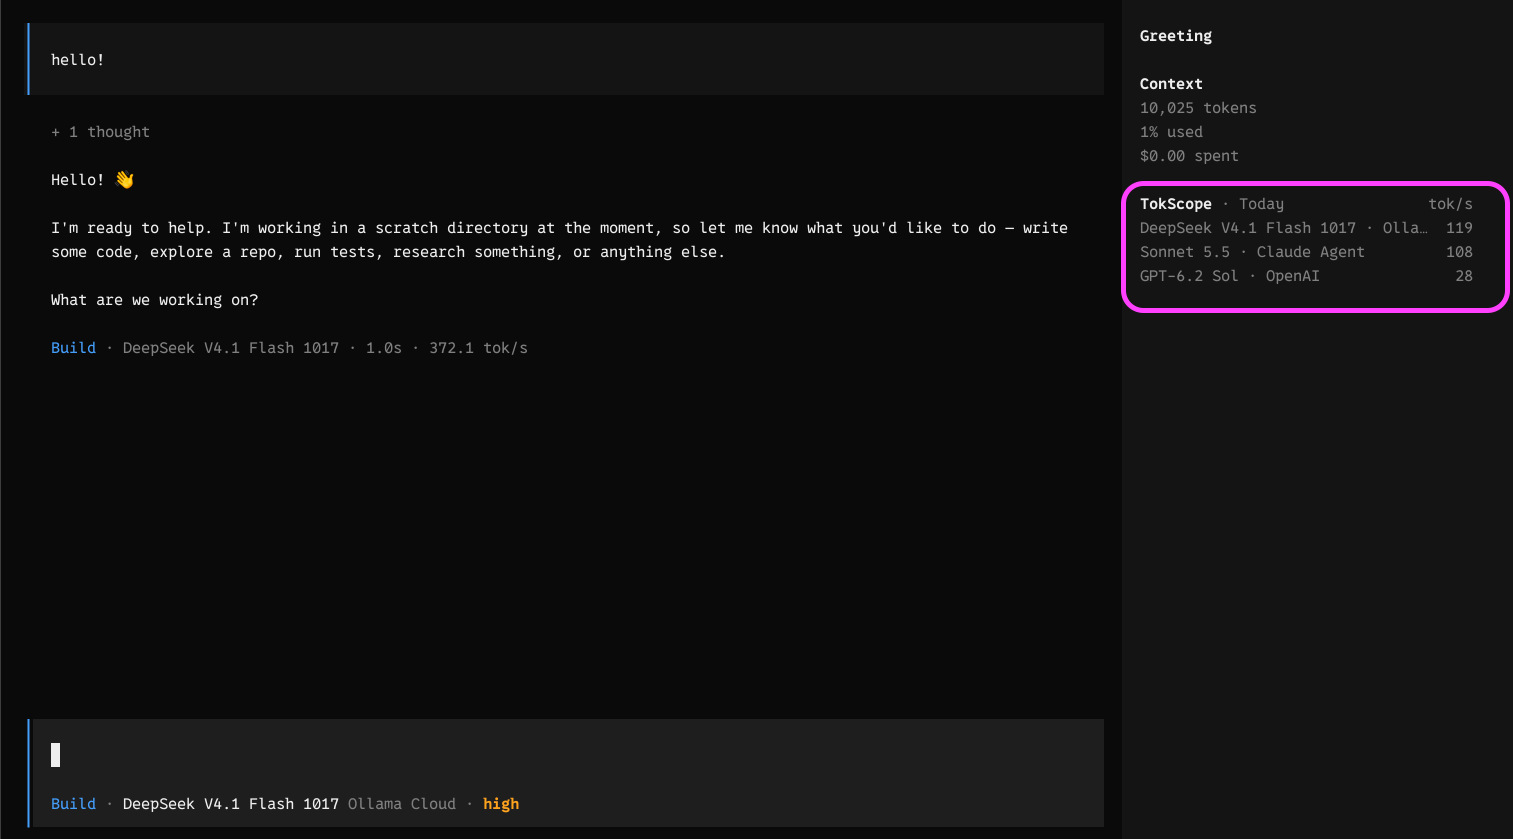 hello!
+ 1 thought
Hello! 👋
I'm ready to help. I'm working in a scratch directory at the moment, so let me know what you'd like to do — write
some code, explore a repo, run tests, research something, or anything else.
What are we working on?
Build · DeepSeek V4.1 Flash 1017 · 1.0s · 372.1 tok/s
Build · DeepSeek V4.1 Flash 1017 Ollama Cloud · high
Greeting
Context
10,025 tokens
1% used
$0.00 spent
TokScope · Today tok/s
DeepSeek V4.1 Flash 1017 · Olla… 119
Sonnet 5.5 · Claude Agent 108
GPT-6.2 Sol · OpenAI 28